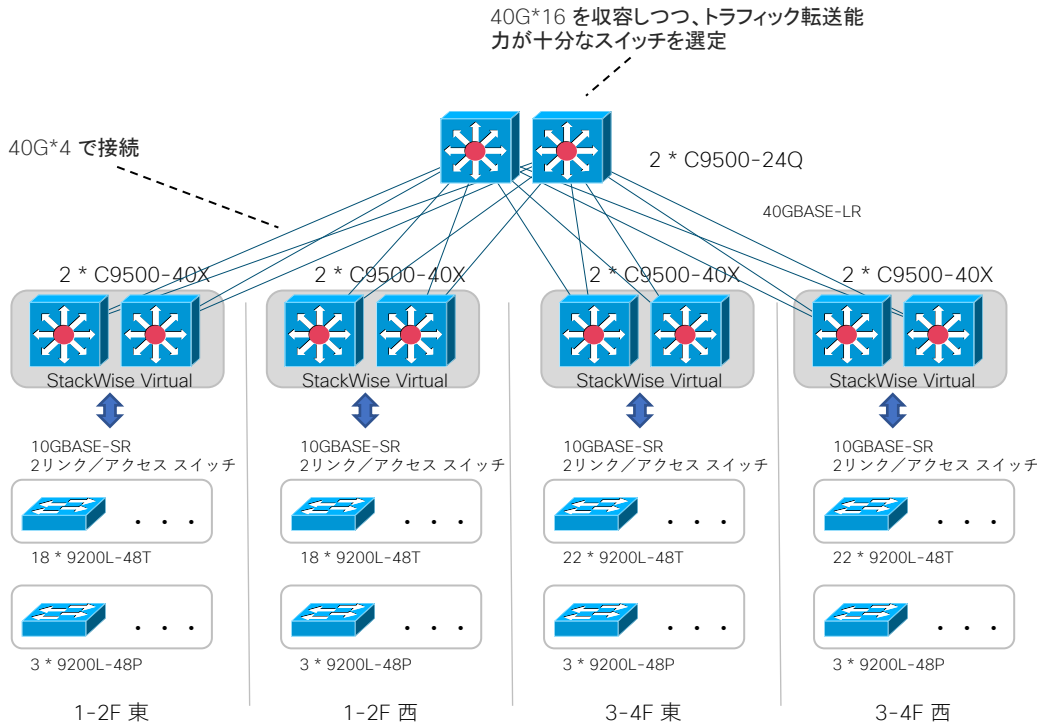 40G*16 を収容しつつ、トラフィック転送能
力が十分なスイッチを選定
40G*4 で接続
2 * C9500-24Q
40GBASE-LR
2 * C9500-40X
2 * C9500-40X
2 * C9500-40X
2 * C9500-40X
StackWise Virtual
StackWise Virtual
StackWise Virtual
StackWise Virtual
10GBASE-SR
2リンク／アクセス スイッチ
10GBASE-SR
2リンク／アクセス スイッチ
10GBASE-SR
2リンク／アクセス スイッチ
10GBASE-SR
2リンク／アクセス スイッチ
. . .
. . .
. . .
. . .
18 * 9200L-48T
18 * 9200L-48T
22 * 9200L-48T
22 * 9200L-48T
. . .
. . .
. . .
. . .
3 * 9200L-48P
3 * 9200L-48P
3 * 9200L-48P
3 * 9200L-48P
1-2F 東
1-2F 西
3-4F 東
3-4F 西